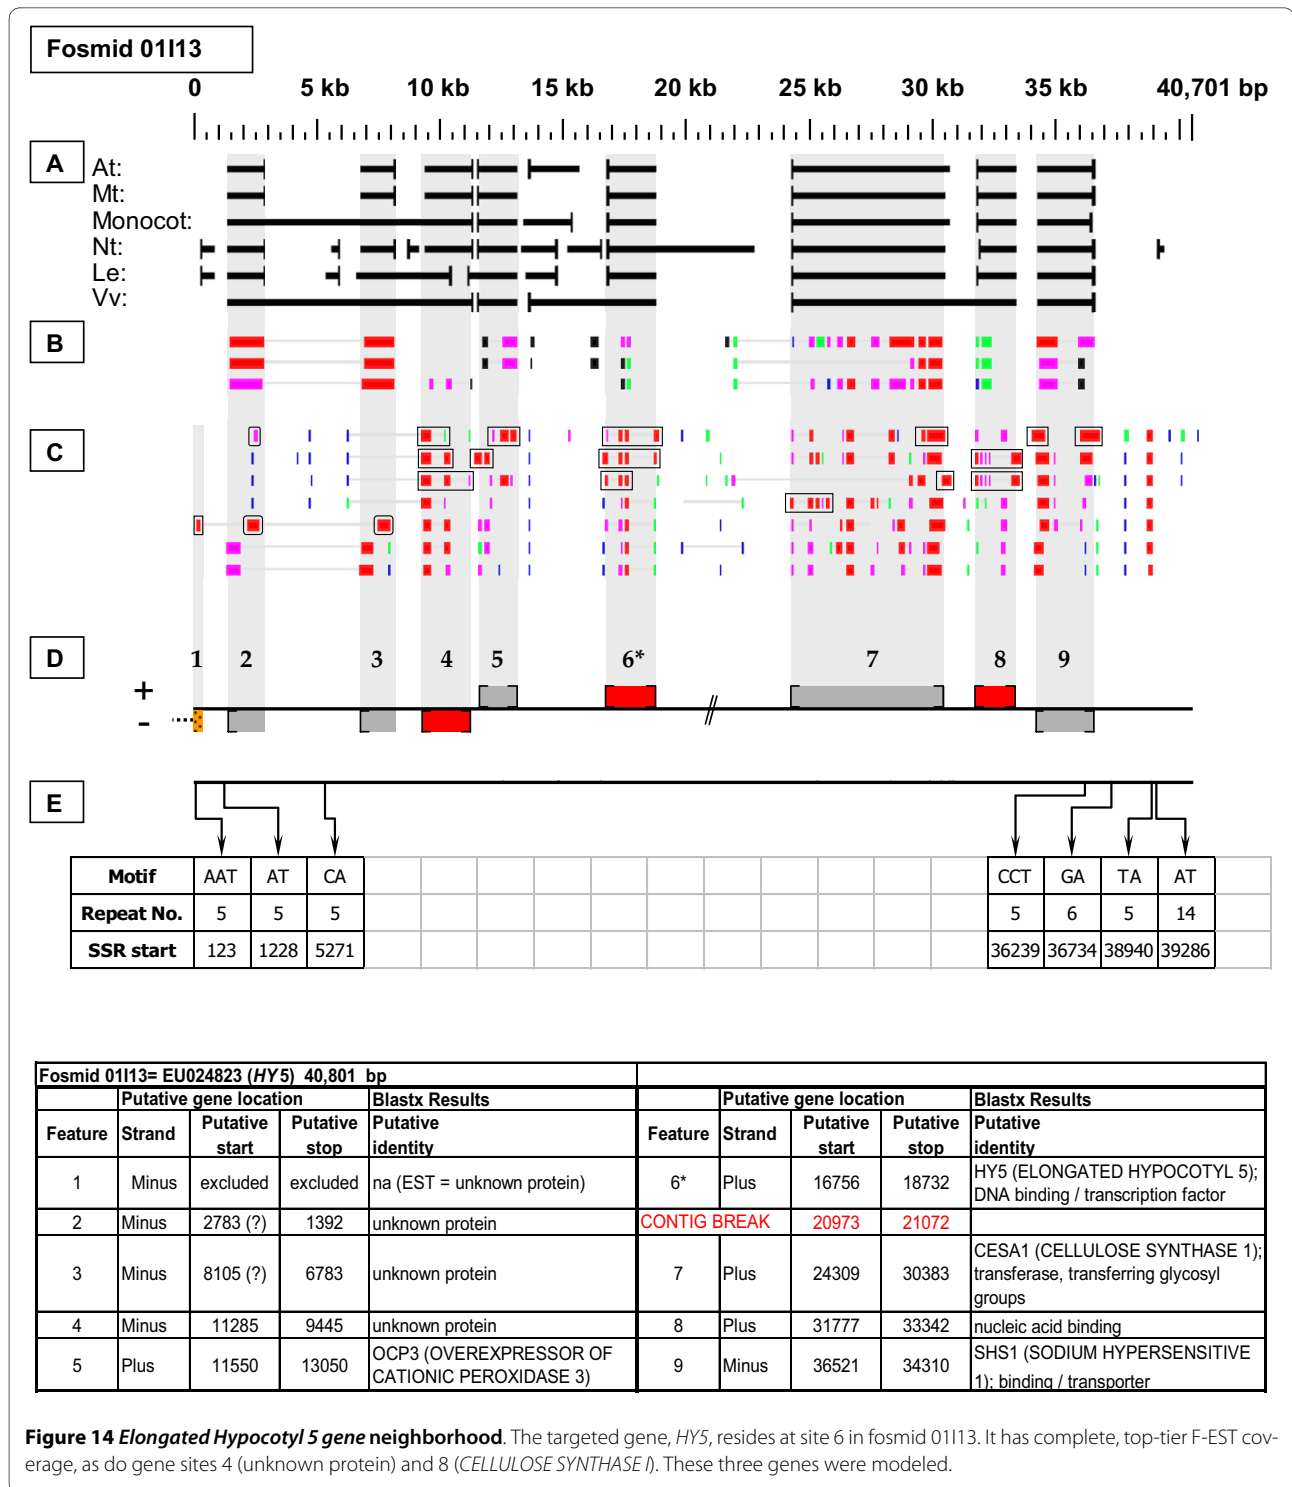 Fosmid 01I13
0 5 kb 10 kb 15 kb 20 kb 25 kb 30 kb 35 kb 40,701 bp
A
At:
Mt:
Monocot:
Nt:
Le:
Vv:
B
C
D
1 2 3 4 5 6* 7 8 9
+
-
//
E
Motif AAT AT CA CCT GA TA AT
Repeat No. 5 5 5 5 6 5 14
SSR start 123 1228 5271 36239 36734 38940 39286
Fosmid 01I13= EU024823 (HY5) 40,801 bp
Putative gene location Blastx Results Putative gene location Blastx Results
Feature Strand Putative start Putative stop Putative identity Feature Strand Putative start Putative stop Putative identity
1 Minus excluded excluded na (EST = unknown protein) 6* Plus 16756 18732 HY5 (ELONGATED HYPOCOTYL 5); DNA binding / transcription factor
2 Minus 2783 (?) 1392 unknown protein CONTIG BREAK 20973 21072
3 Minus 8105 (?) 6783 unknown protein 7 Plus 24309 30383 CESA1 (CELLULOSE SYNTHASE 1); transferase, transferring glycosyl groups
4 Minus 11285 9445 unknown protein 8 Plus 31777 33342 nucleic acid binding
5 Plus 11550 13050 OCP3 (OVEREXPRESSOR OF CATIONIC PEROXIDASE 3) 9 Minus 36521 34310 SHS1 (SODIUM HYPERSENSITIVE 1); binding / transporter
Figure 14 Elongated Hypocotyl 5 gene neighborhood. The targeted gene, HY5, resides at site 6 in fosmid 01I13. It has complete, top-tier F-EST cov-
erage, as do gene sites 4 (unknown protein) and 8 (CELLULOSE SYNTHASE I). These three genes were modeled.